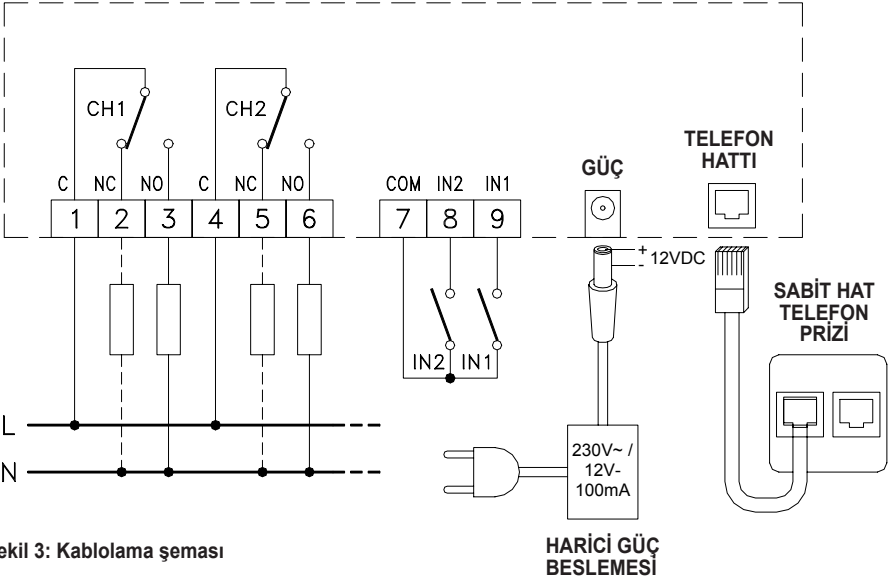 CH1
CH2
C NC NO C NC NO
1 2 3 4 5 6
COM IN2 IN1
7 8 9
GÜÇ
TELEFON
HATTI
+
-
12VDC
SABİT HAT
TELEFON
PRİZİ
IN2 IN1
L
N
230V~ /
12V-
100mA
HARİCİ GÜÇ
BESLEMESİ
ekil 3: Kablolama şeması